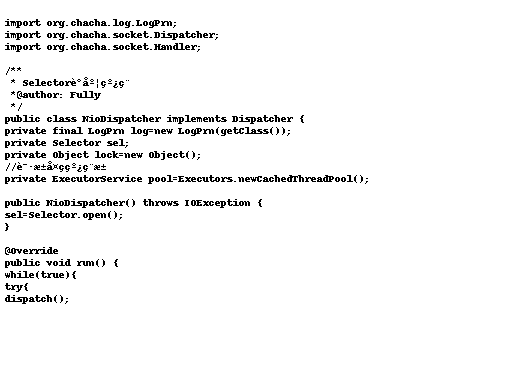 import org.chacha.log.LogPrn;
import org.chacha.socket.Dispatcher;
import org.chacha.socket.Handler;
/**
* Selectorè°åº¦çº¿ç¨
*@author: Fully
*/
public class NioDispatcher implements Dispatcher {
private final LogPrn log=new LogPrn(getClass());
private Selector sel;
private Object lock=new Object();
//è¯·æ±å¤ççº¿ç¨æ±
private ExecutorService pool=Executors.newCachedThreadPool();
public NioDispatcher() throws IOException {
sel=Selector.open();
}
@Override
public void run() {
while(true){
try{
dispatch();